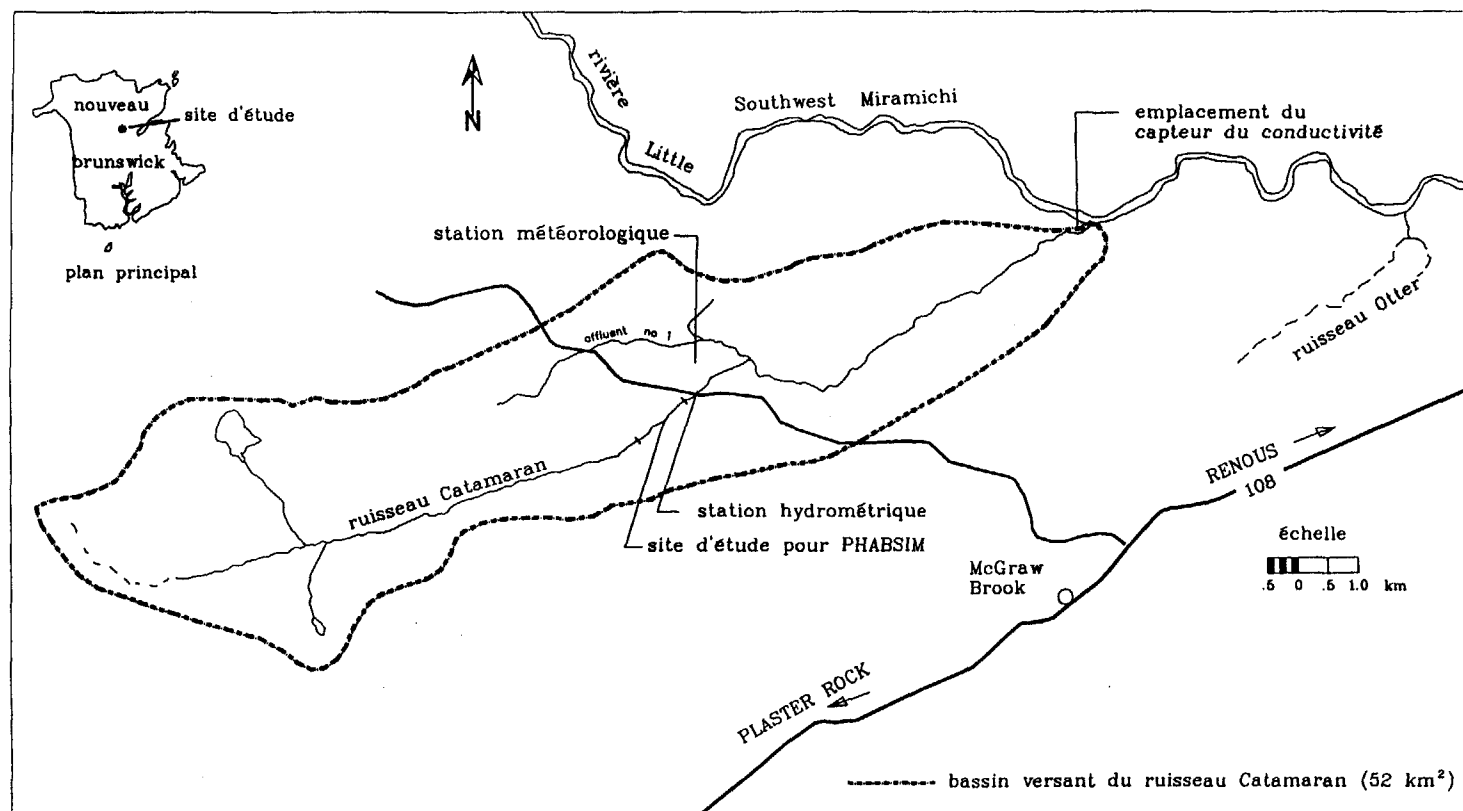 nouveau
brunswick
site d'étude
plan principal
N
rivière
Little
Southwest Miramichi
emplacement du
capteur du conductivité
station météorologique
affluent no 1
ruisseau Catamaran
station hydrométrique
site d'étude pour PHABSIM
ruisseau Otter
RENOUS
108
McGraw
Brook
échelle
.5 0 .5 1.0 km
PLASTER ROCK
bassin versant du ruisseau Catamaran (52 km²)